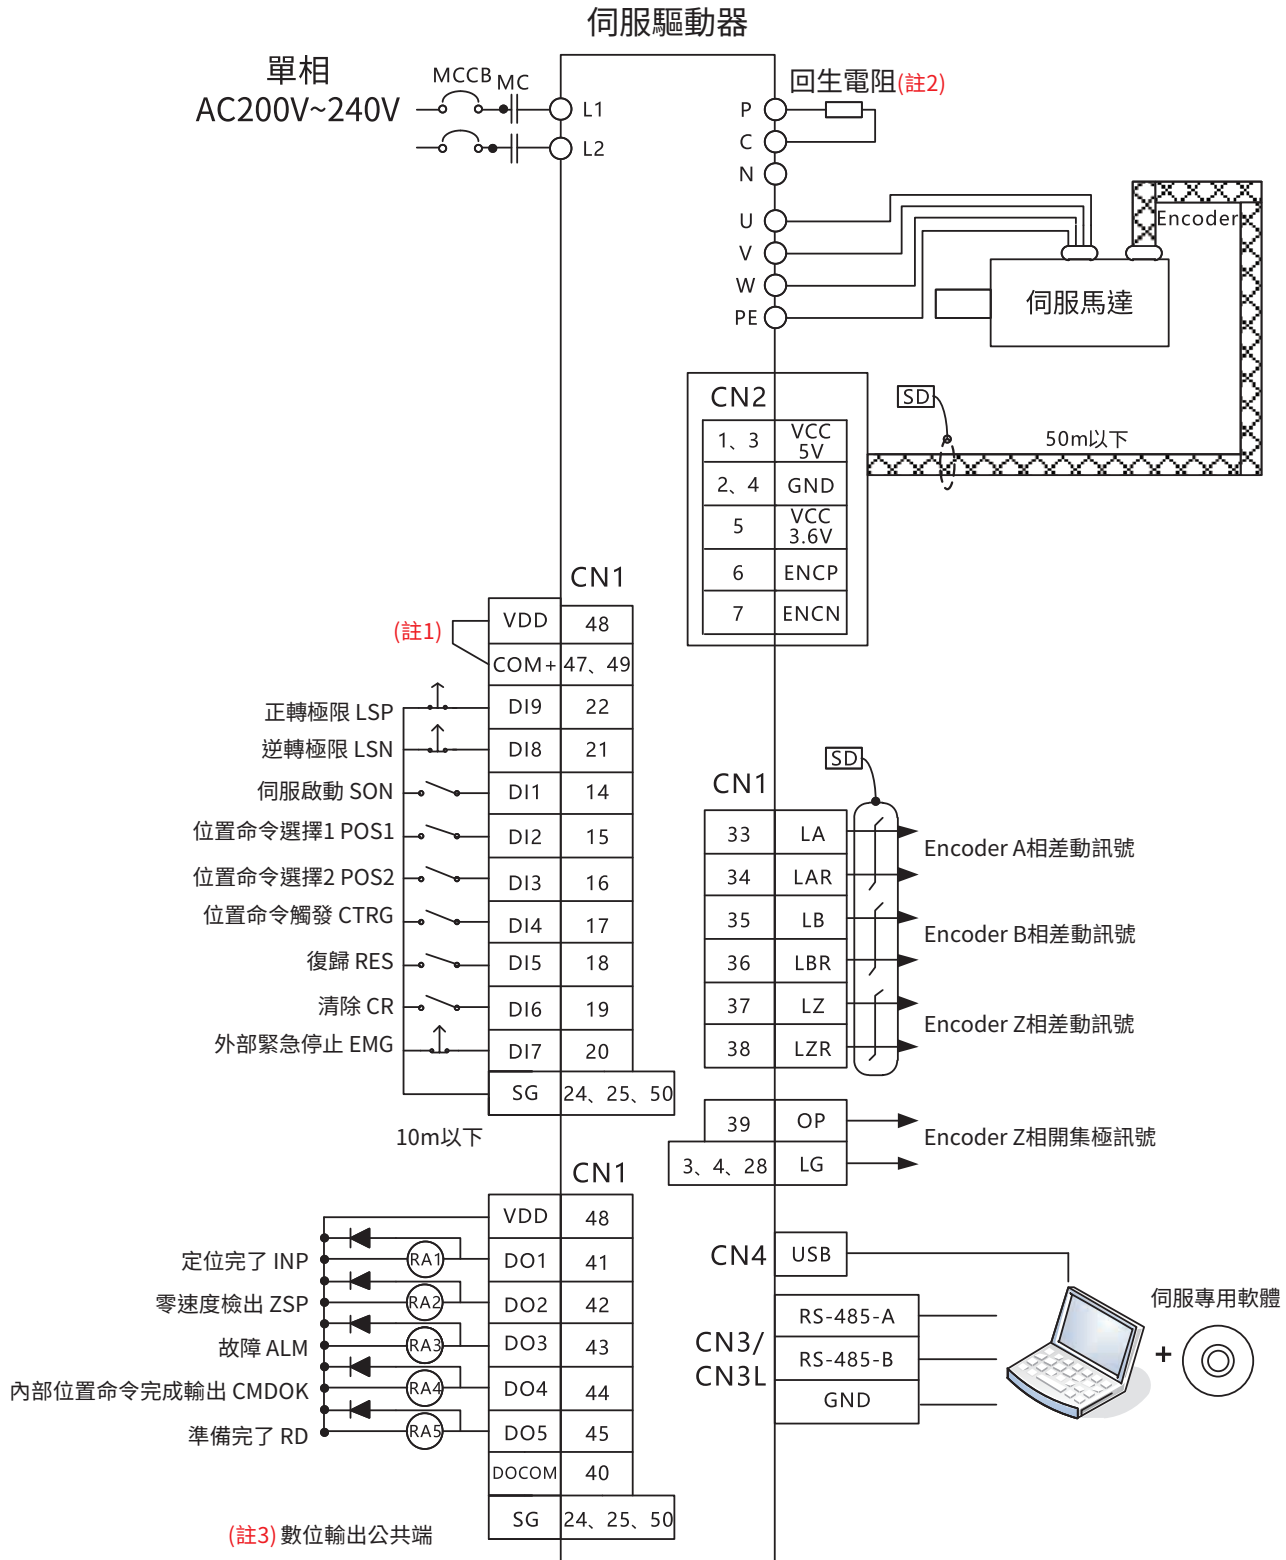 伺服驅動器
單相
AC200V~240V
MCCB MC
L1
L2
回生電阻(註2)
P
C
N
U
V
W
PE
Encoder
伺服馬達
CN2
1、3 VCC 5V
2、4 GND
5 VCC 3.6V
6 ENCP
7 ENCN
SD
50m以下
CN1
(註1)
VDD 48
COM+ 47、49
正轉極限 LSP DI9 22
逆轉極限 LSN DI8 21
伺服啟動 SON DI1 14
位置命令選擇1 POS1 DI2 15
位置命令選擇2 POS2 DI3 16
位置命令觸發 CTRG DI4 17
復歸 RES DI5 18
清除 CR DI6 19
外部緊急停止 EMG DI7 20
SG 24、25、50
10m以下
SD
CN1
33 LA
34 LAR
Encoder A相差動訊號
35 LB
36 LBR
Encoder B相差動訊號
37 LZ
38 LZR
Encoder Z相差動訊號
39 OP
3、4、28 LG
Encoder Z相開集極訊號
CN1
VDD 48
定位完了 INP RA1 DO1 41
零速度檢出 ZSP RA2 DO2 42
故障 ALM RA3 DO3 43
內部位置命令完成輸出 CMDOK RA4 DO4 44
準備完了 RD RA5 DO5 45
DOCOM 40
SG 24、25、50
(註3) 數位輸出公共端
CN4 USB
CN3/
CN3L
RS-485-A
RS-485-B
GND
伺服專用軟體
+